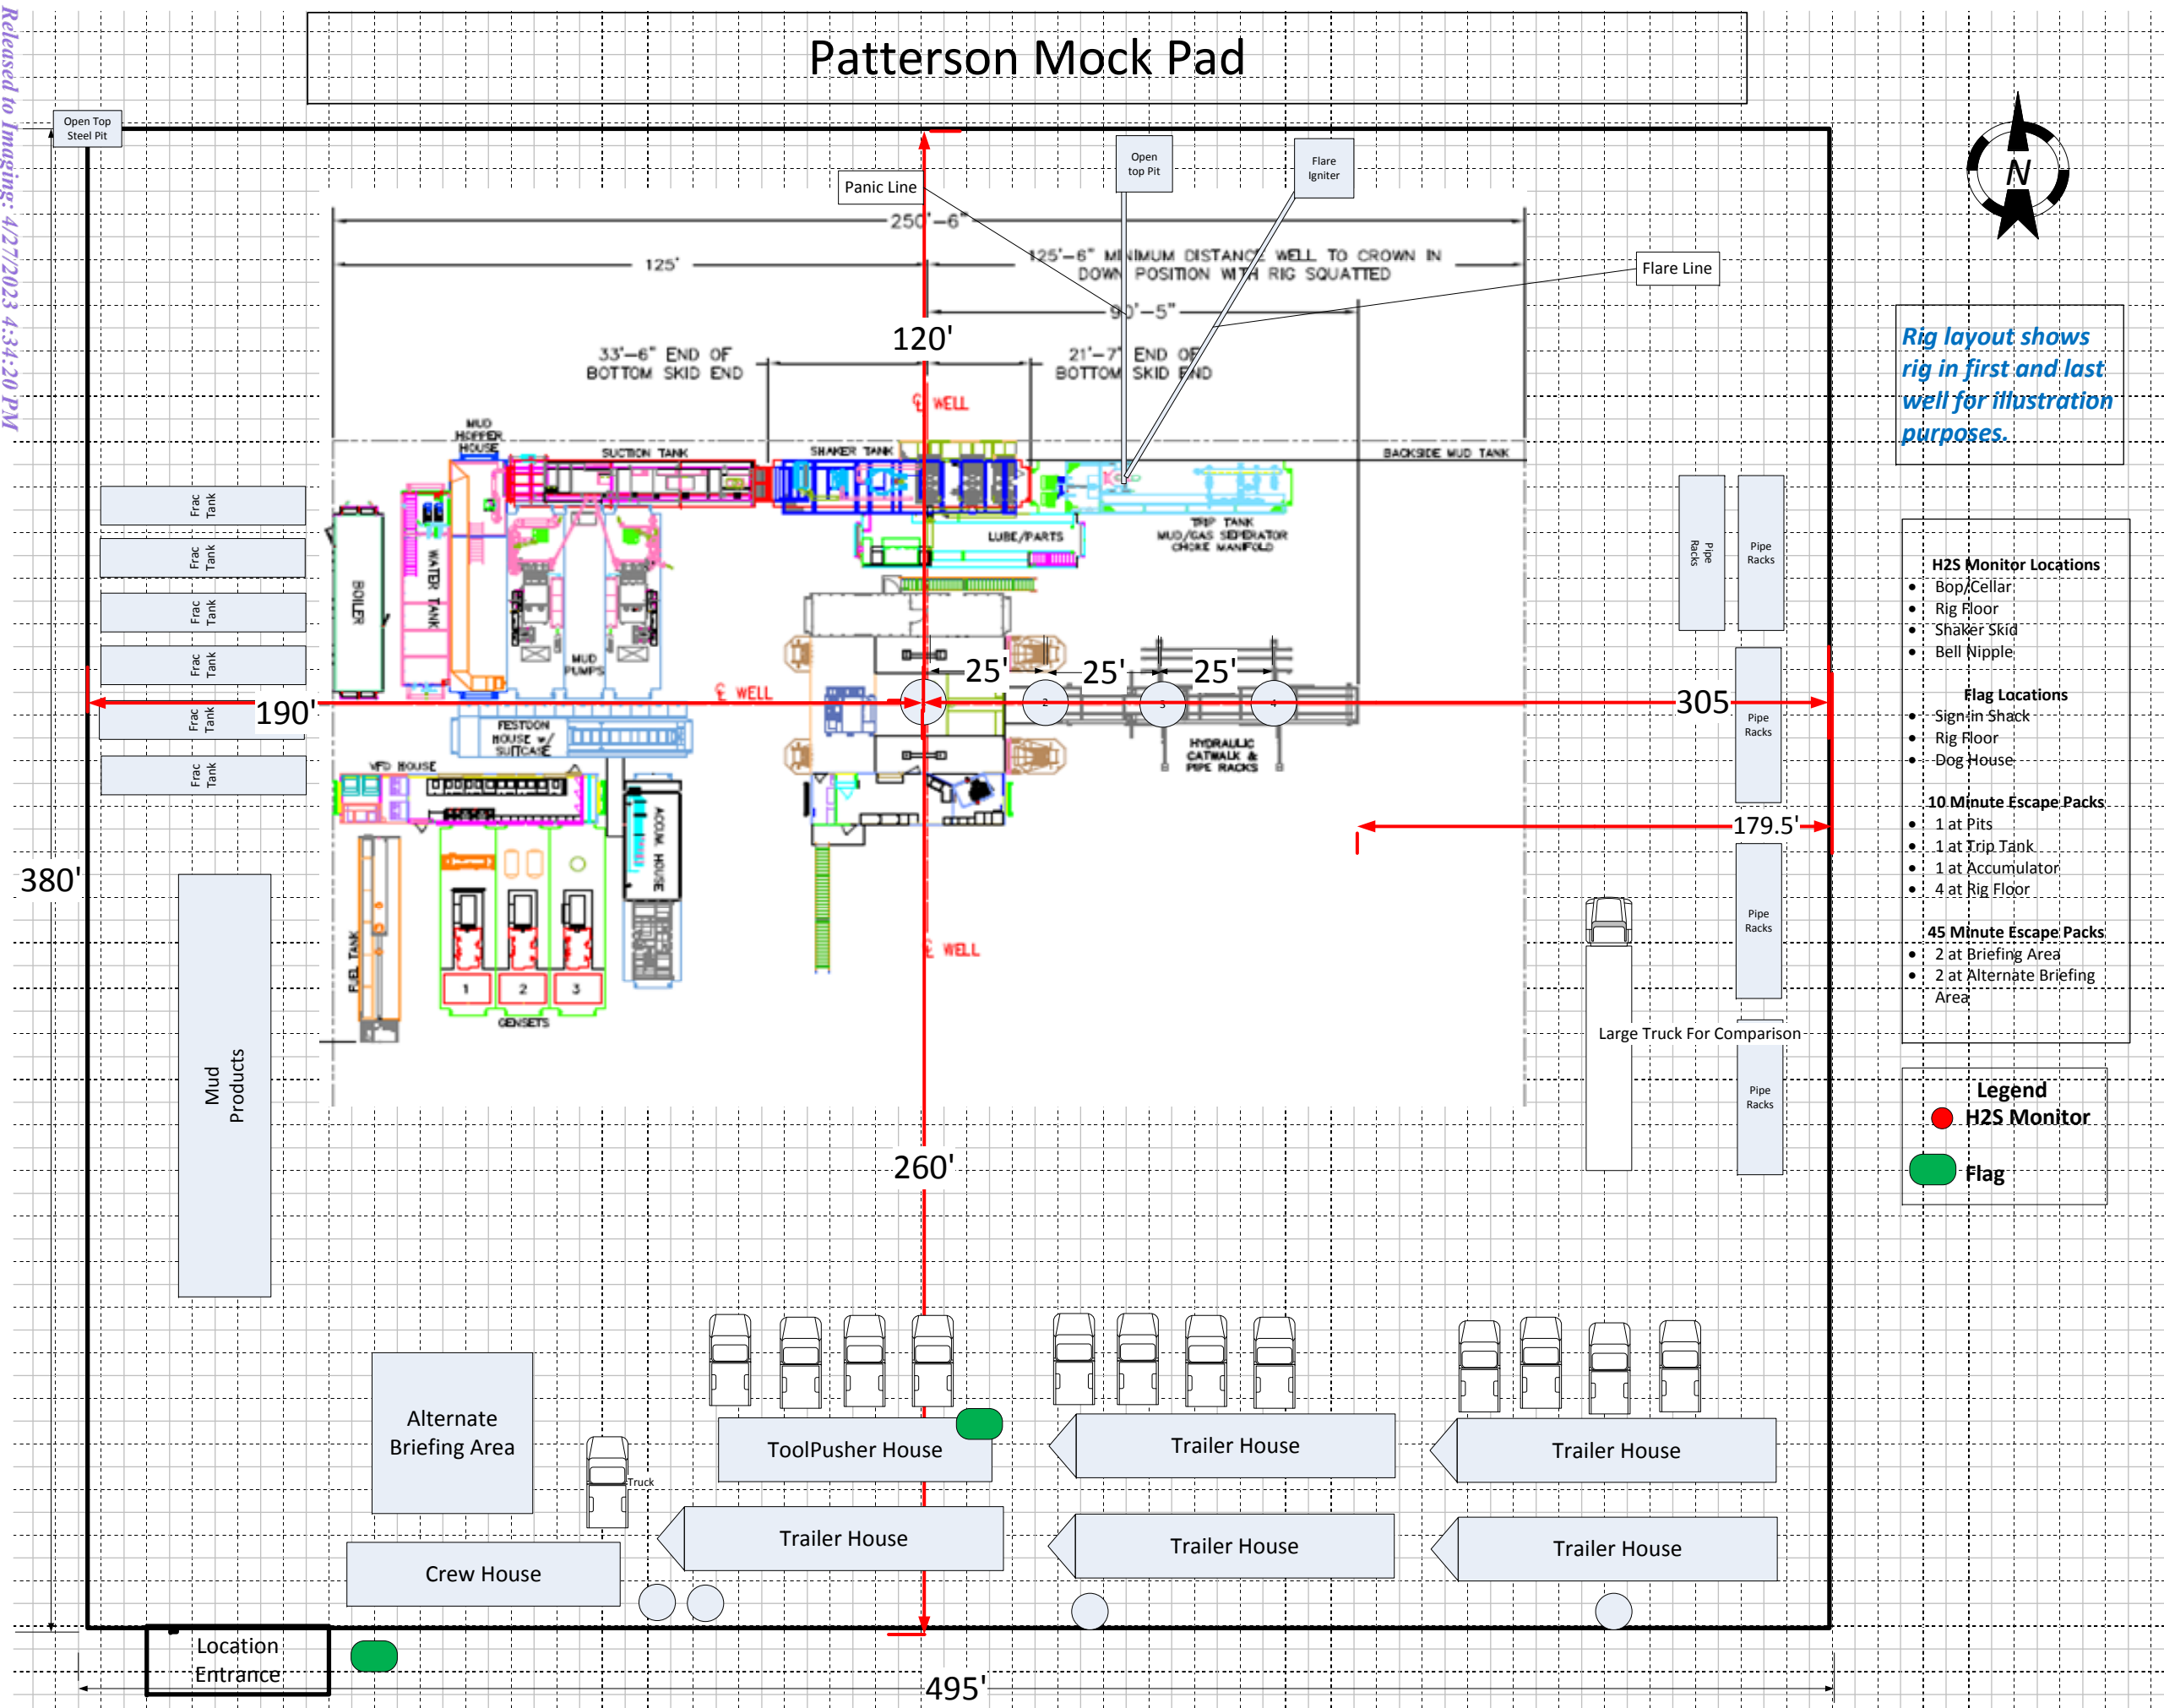 Released to Imaging: 4/27/2023 4:34:20 PM
Patterson Mock Pad
Open Top
Steel Pit
Open
top Pit
Flare
Igniter
N
Panic Line
250'-6"
125'
125'-6" MINIMUM DISTANCE WELL TO CROWN IN
DOWN POSITION WITH RIG SQUATTED
Flare Line
90'-5"
120'
33'-6" END OF
BOTTOM SKID END
21'-7" END OF
BOTTOM SKID END
℄ WELL
Rig layout shows
rig in first and last
well for illustration
purposes.
MUD
HOPPER
HOUSE
SUCTION TANK
SHAKER TANK
BACKSIDE MUD TANK
Frac
Tank
Frac
Tank
Frac
Tank
Frac
Tank
Frac
Tank
Frac
Tank
BOILER
WATER TANK
MUD
PUMPS
LUBE/PARTS
TRIP TANK
MUD/GAS SEPERATOR
CHOKE MANIFOLD
Pipe
Racks
Pipe
Racks
Pipe
Racks
Pipe
Racks
Pipe
Racks
25'
25'
25'
℄ WELL
190'
2
3
4
305
FESTOON
HOUSE w/
SUITCASE
HYDRAULIC
CATWALK &
PIPE RACKS
VFD HOUSE
ACCUM. HOUSE
179.5'
380'
FUEL TANK
1
2
3
GENSETS
℄ WELL
Mud
Products
Large Truck For Comparison
H2S Monitor Locations
• Bop/Cellar
• Rig Floor
• Shaker Skid
• Bell Nipple
Flag Locations
• Sign-in Shack
• Rig Floor
• Dog House
10 Minute Escape Packs
• 1 at Pits
• 1 at Trip Tank
• 1 at Accumulator
• 4 at Rig Floor
45 Minute Escape Packs
• 2 at Briefing Area
• 2 at Alternate Briefing
Area
Legend
H2S Monitor
Flag
260'
Alternate
Briefing Area
Truck
ToolPusher House
Trailer House
Trailer House
Trailer House
Trailer House
Trailer House
Crew House
Location
Entrance
495'